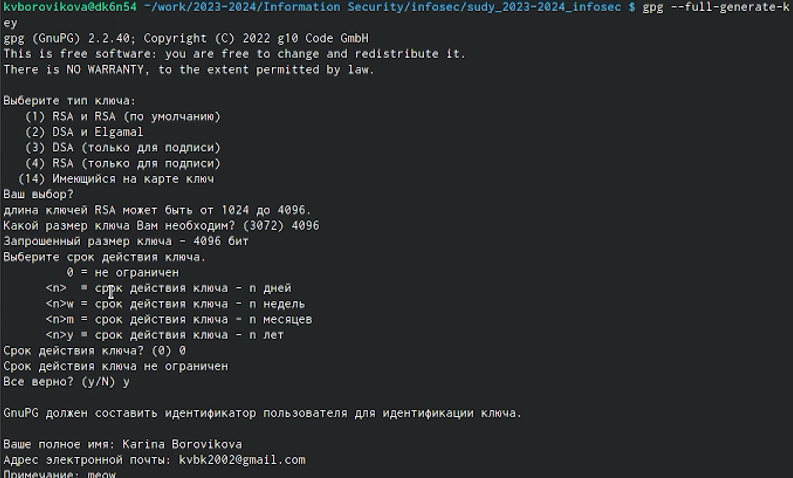 kvborovikova@dk6n54 ~/work/2023-2024/Information Security/infosec/sudy_2023-2024_infosec $ gpg --full-generate-k
ey
gpg (GnuPG) 2.2.40; Copyright (C) 2022 g10 Code GmbH
This is free software: you are free to change and redistribute it.
There is NO WARRANTY, to the extent permitted by law.
Выберите тип ключа:
(1) RSA и RSA (по умолчанию)
(2) DSA и Elgamal
(3) DSA (только для подписи)
(4) RSA (только для подписи)
(14) Имеющийся на карте ключ
Ваш выбор?
длина ключей RSA может быть от 1024 до 4096.
Какой размер ключа Вам необходим? (3072) 4096
Запрошенный размер ключа - 4096 бит
Выберите срок действия ключа.
0 = не ограничен
<n> = срок действия ключа - n дней
<n>w = срок действия ключа - n недель
<n>m = срок действия ключа - n месяцев
<n>y = срок действия ключа - n лет
Срок действия ключа? (0) 0
Срок действия ключа не ограничен
Все верно? (y/N) y
GnuPG должен составить идентификатор пользователя для идентификации ключа.
Ваше полное имя: Karina Borovikova
Адрес электронной почты: kvbk2002@gmail.com
Примечание: meow